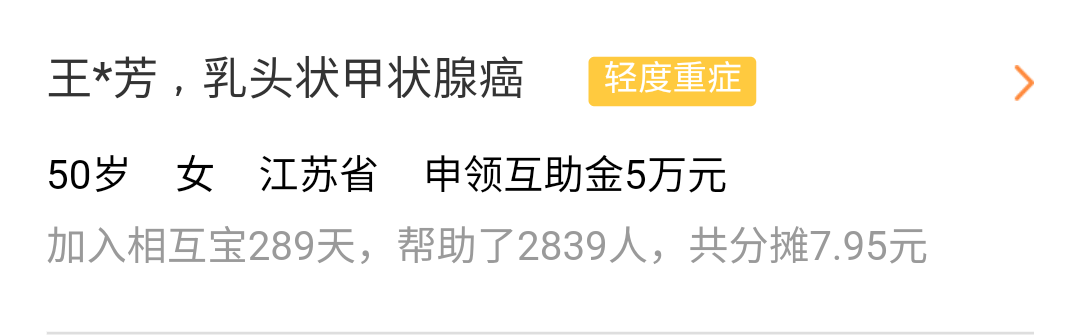 王*芳，乳头状甲状腺癌 轻度重症
50岁 女 江苏省 申领互助金5万元
加入相互宝289天，帮助了2839人，共分摊7.95元